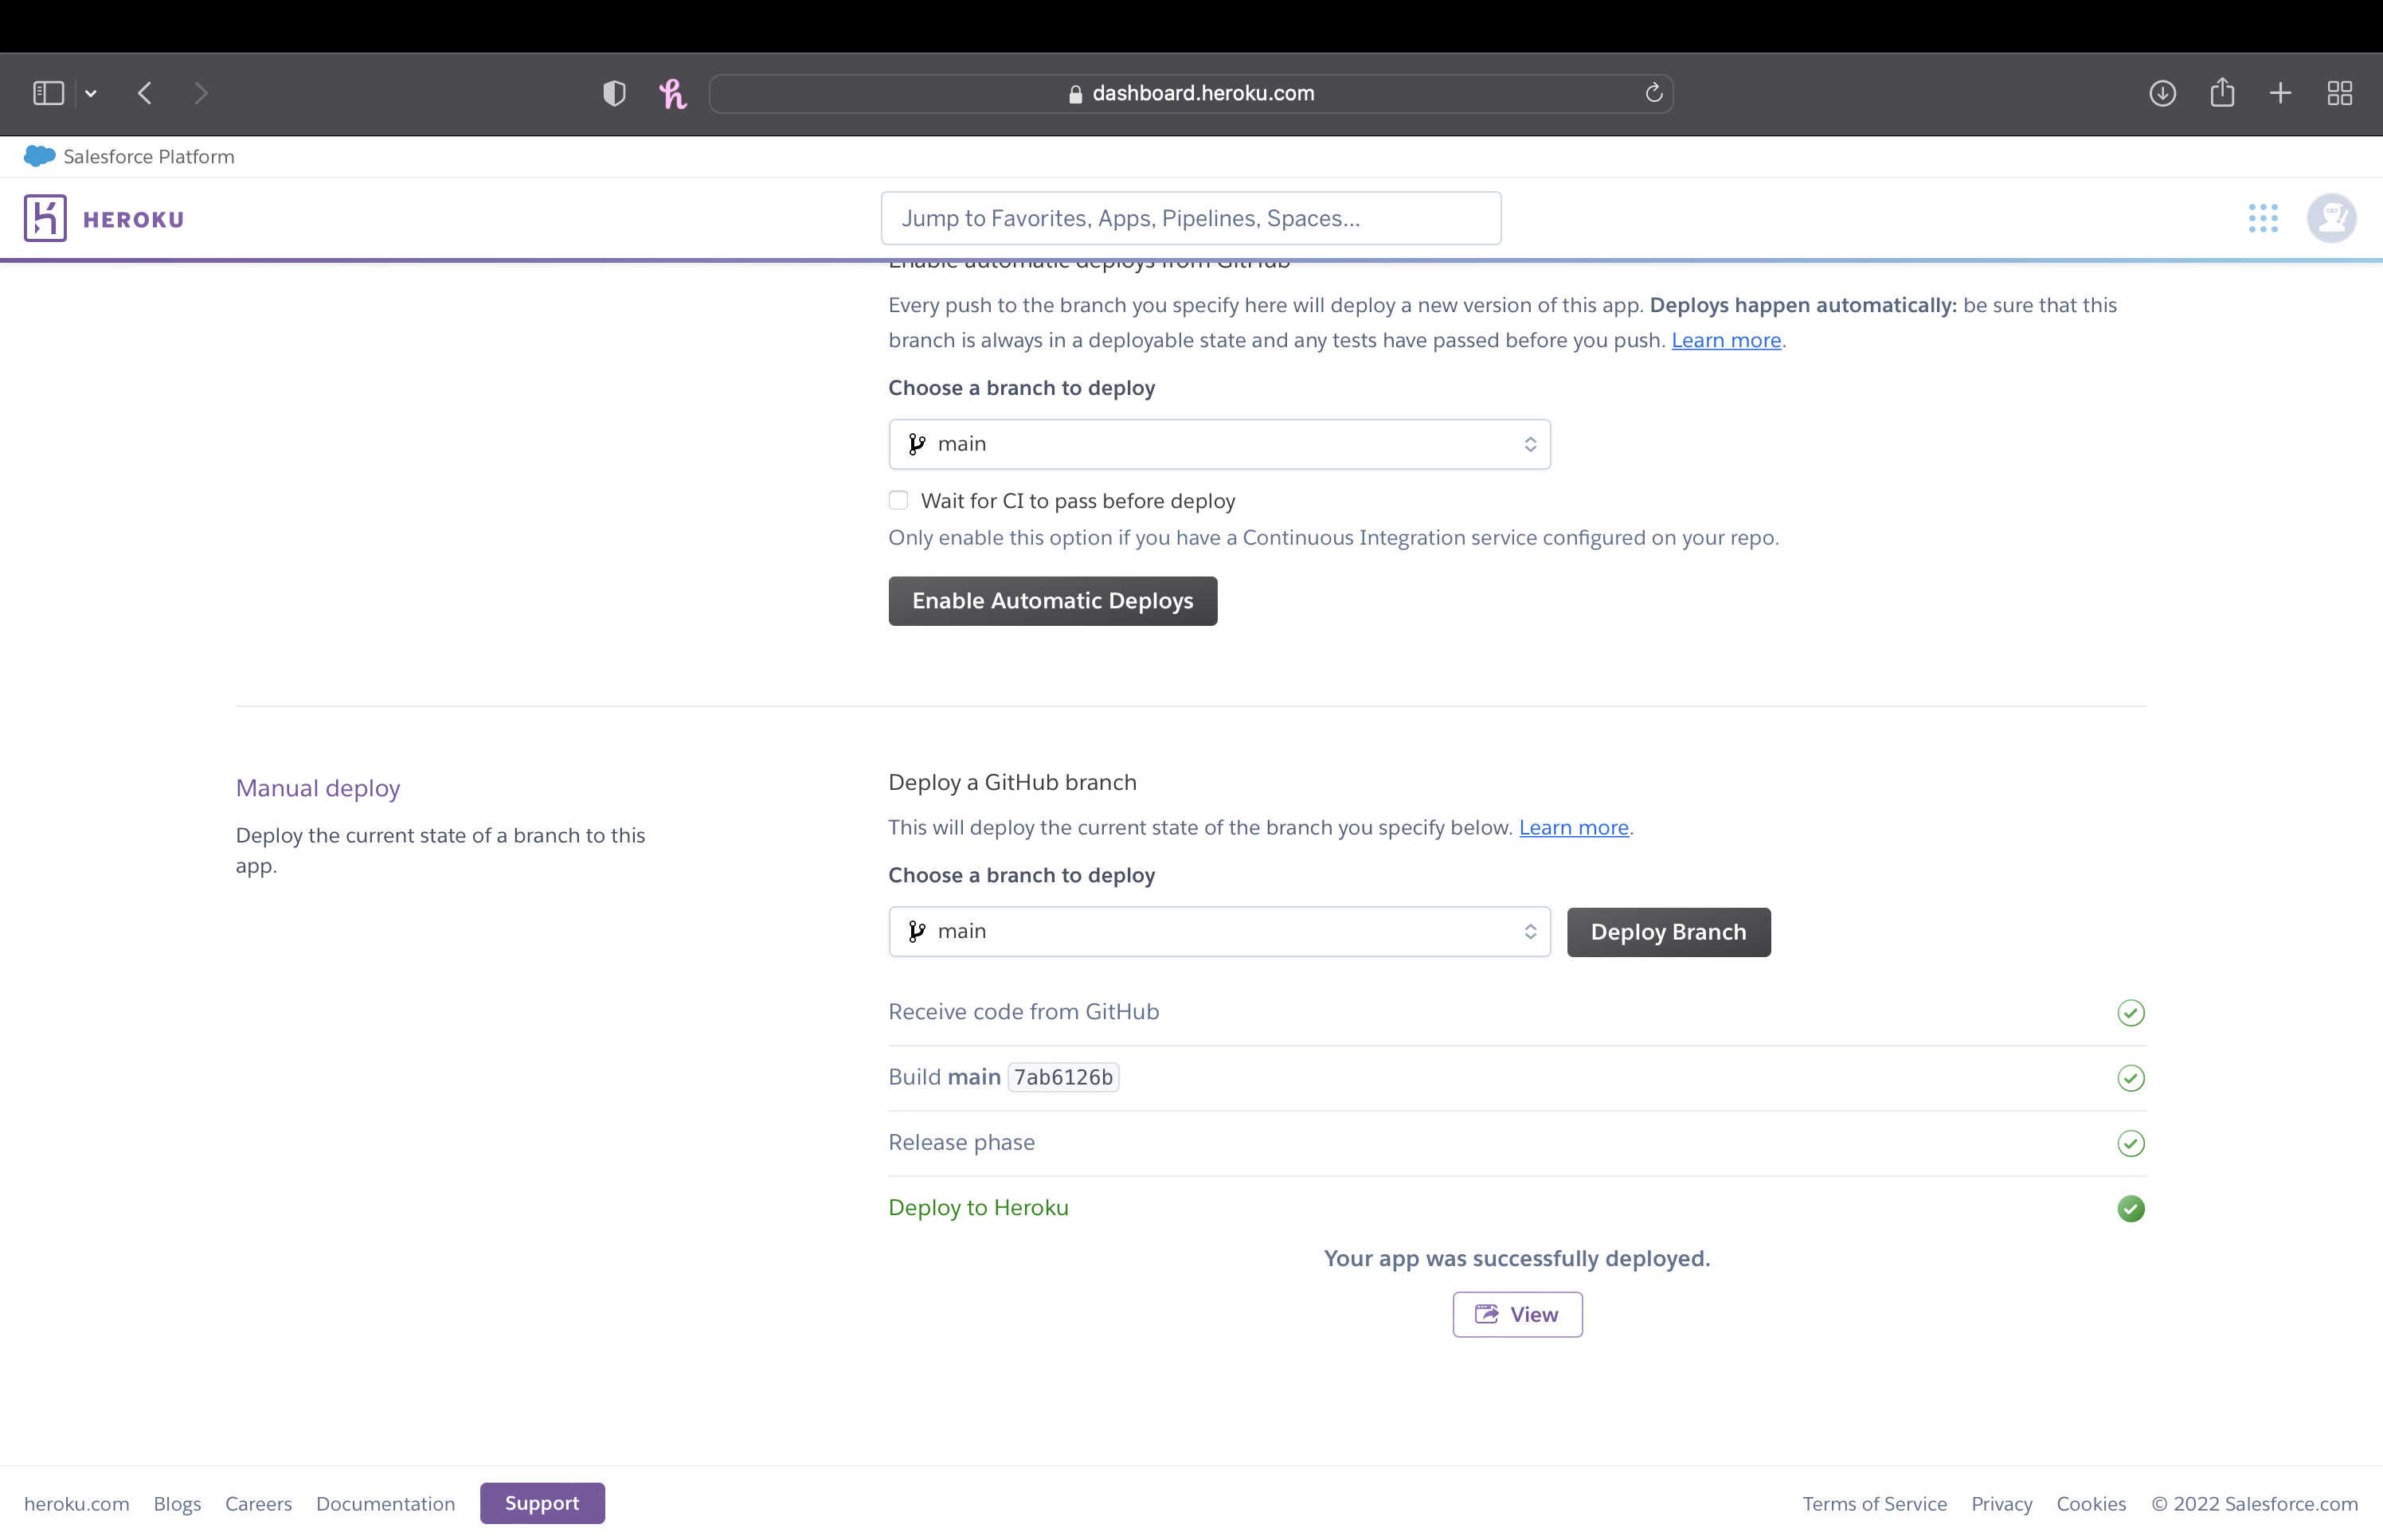 dashboard.heroku.com
Salesforce Platform
HEROKU
Jump to Favorites, Apps, Pipelines, Spaces...
Enable automatic deploys from GitHub
Every push to the branch you specify here will deploy a new version of this app. Deploys happen automatically: be sure that this
branch is always in a deployable state and any tests have passed before you push. Learn more.
Choose a branch to deploy
main
Wait for CI to pass before deploy
Only enable this option if you have a Continuous Integration service configured on your repo.
Enable Automatic Deploys
Manual deploy
Deploy the current state of a branch to this
app.
Deploy a GitHub branch
This will deploy the current state of the branch you specify below. Learn more.
Choose a branch to deploy
main
Deploy Branch
Receive code from GitHub
Build main 7ab6126b
Release phase
Deploy to Heroku
Your app was successfully deployed.
View
heroku.com Blogs Careers Documentation Support
Terms of Service Privacy Cookies © 2022 Salesforce.com